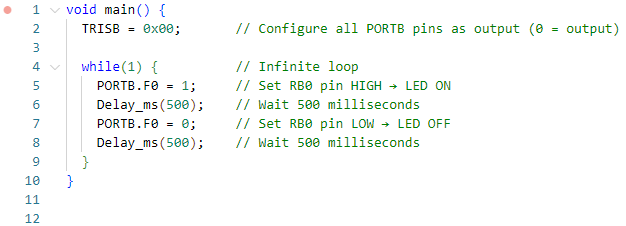 1 void main() {
2 TRISB = 0x00; // Configure all PORTB pins as output (0 = output)
3
4 while(1) { // Infinite loop
5 PORTB.F0 = 1; // Set RB0 pin HIGH → LED ON
6 Delay_ms(500); // Wait 500 milliseconds
7 PORTB.F0 = 0; // Set RB0 pin LOW → LED OFF
8 Delay_ms(500); // Wait 500 milliseconds
9 }
10 }
11
12